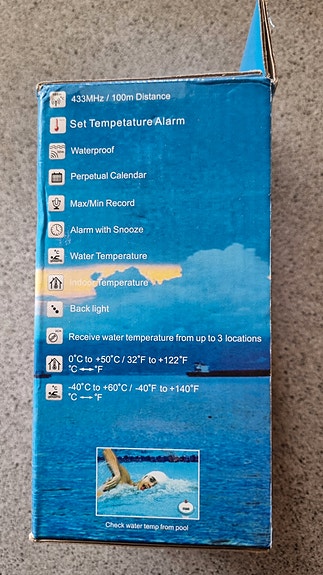 433MHz / 100m Distance
Set Tempetature Alarm
Waterproof
Perpetual Calendar
Max/Min Record
Alarm with Snooze
Water Temperature
Indoor Temperature
Back light
Receive water temperature from up to 3 locations
0°C to +50°C / 32°F to +122°F
°C ↔ °F
-40°C to +60°C / -40°F to +140°F
°C ↔ °F
Check water temp from pool